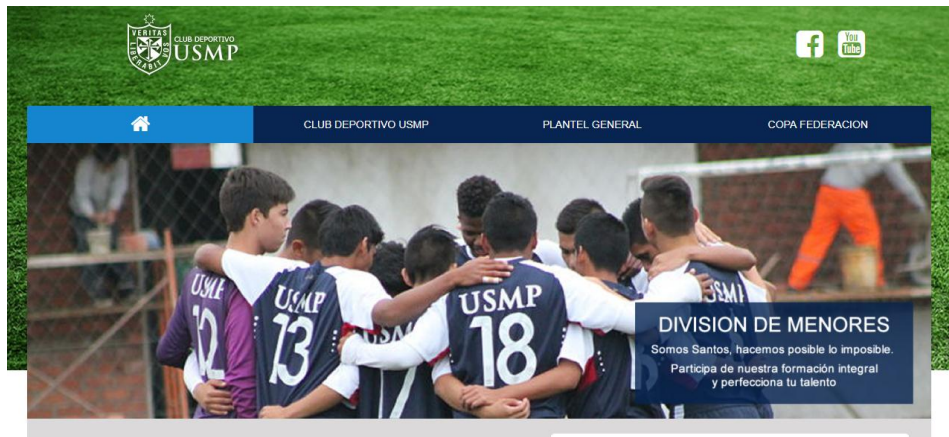 VERITAS
LIBERABIT VOS
CLUB DEPORTIVO
USMP
You
Tube
CLUB DEPORTIVO USMP
PLANTEL GENERAL
COPA FEDERACION
USMP
12
USMP
13
USMP
18
USMP
DIVISION DE MENORES
Somos Santos, hacemos posible lo imposible.
Participa de nuestra formación integral
y perfecciona tu talento